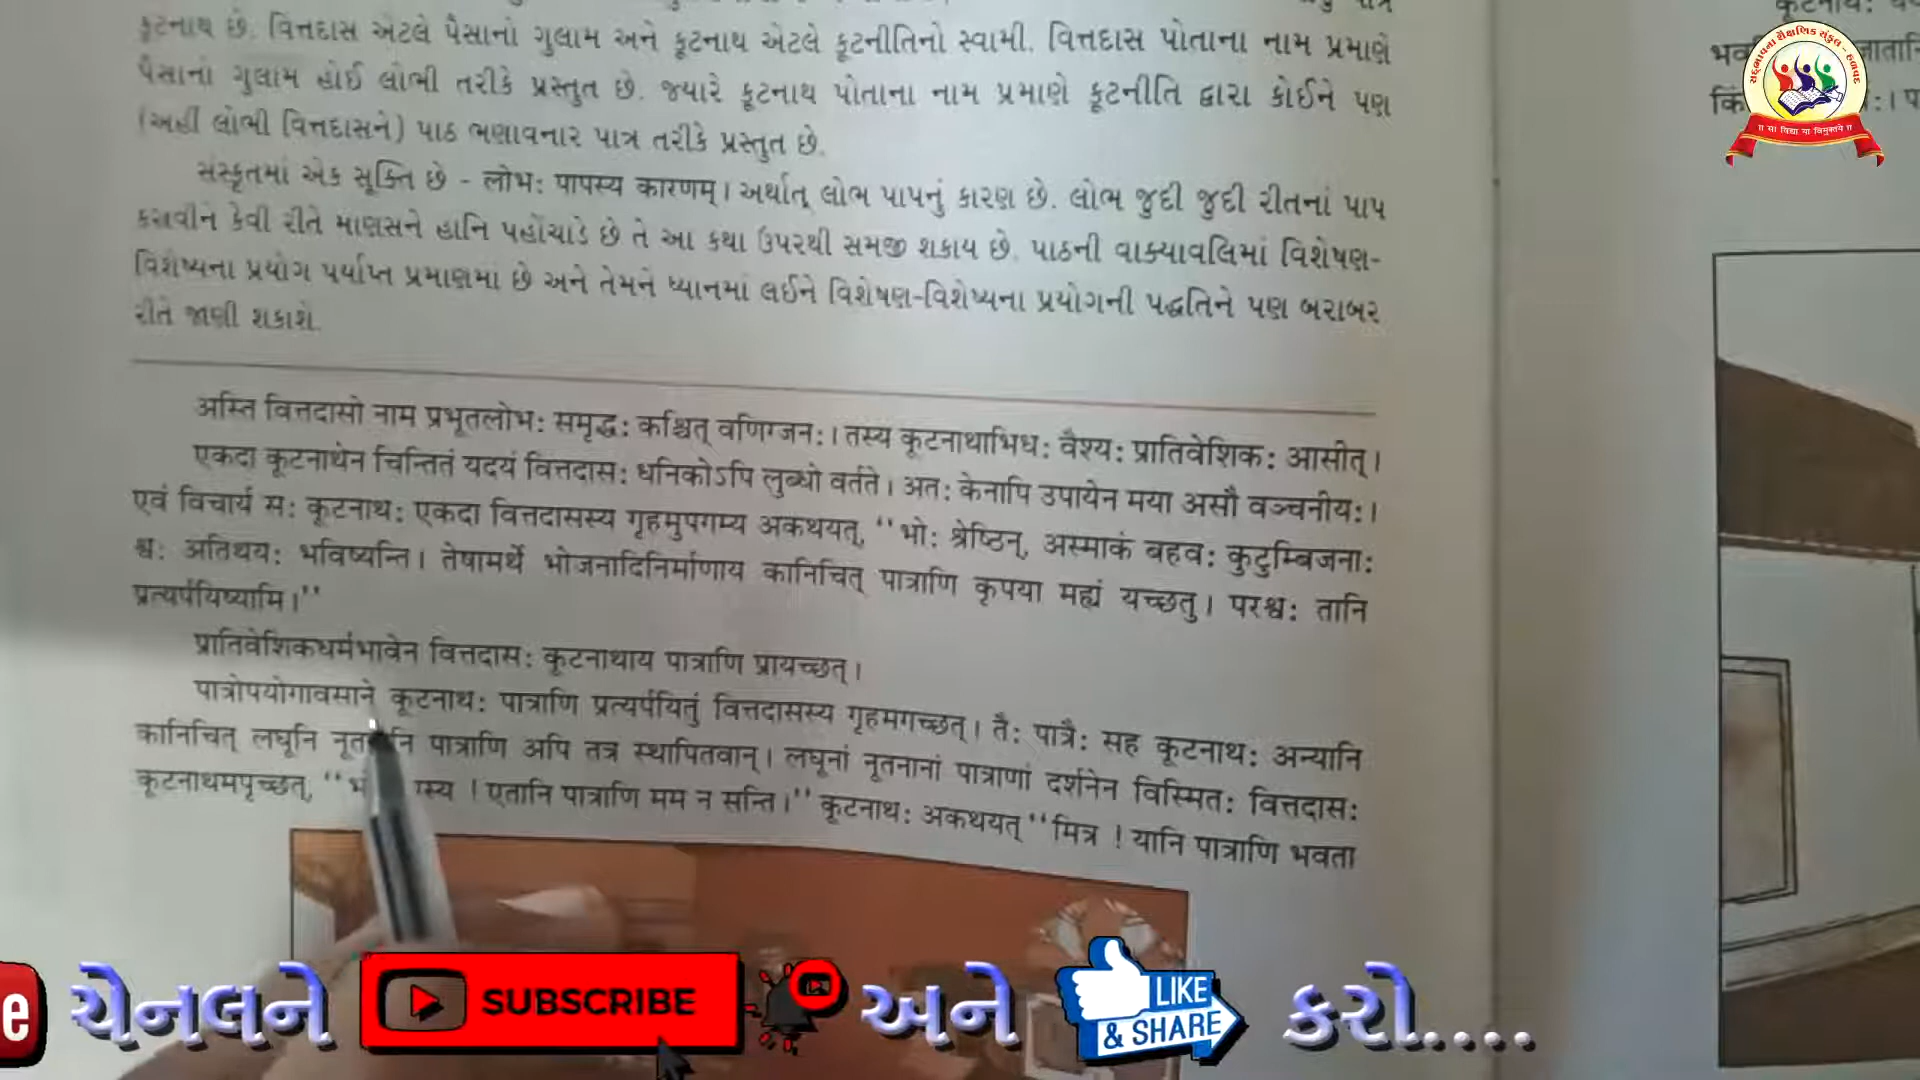 કૂટનાથ છે. વિત્તદાસ એટલે પૈસાનો ગુલામ અને કૂટનાથ એટલે કૂટનીતિનો સ્વામી. વિત્તદાસ પોતાના નામ પ્રમાણે
પૈસાનો ગુલામ હોઈ લોભી તરીકે પ્રસ્તુત છે. જ્યારે કૂટનાથ પોતાના નામ પ્રમાણે કૂટનીતિ દ્વારા કોઈને પણ
(અહીં લોભી વિત્તદાસને) પાઠ ભણાવનાર પાત્ર તરીકે પ્રસ્તુત છે.
સંસ્કૃતમાં એક સૂક્તિ છે - લોભઃ પાપસ્ય કારણમ્। અર્થાત્ લોભ પાપનું કારણ છે. લોભ જુદી જુદી રીતનાં પાપ
કરાવીને કેવી રીતે માણસને હાનિ પહોંચાડે છે તે આ કથા ઉપરથી સમજી શકાય છે. પાઠની વાક્યાવલિમાં વિશેષણ-
વિશેષ્યના પ્રયોગ પર્યાપ્ત પ્રમાણમાં છે અને તેમને ધ્યાનમાં લઈને વિશેષણ-વિશેષ્યના પ્રયોગની પદ્ધતિને પણ બરાબર
રીતે જાણી શકાશે.
अस्ति वित्तदासो नाम प्रभूतलोभः समृद्धः कश्चित् वणिग्जनः। तस्य कूटनाथाभिधः वैश्यः प्रातिवेशिकः आसीत्।
एकदा कूटनाथेन चिन्तितं यदयं वित्तदासः धनिकोऽपि लुब्धो वर्तते। अतः केनापि उपायेन मया असौ वञ्चनीयः।
एवं विचार्य सः कूटनाथः एकदा वित्तदासस्य गृहमुपगम्य अकथयत्, “भोः श्रेष्ठिन्, अस्माकं बहवः कुटुम्बिजनाः
श्वः अतिथयः भविष्यन्ति। तेषामर्थे भोजनादिनिर्माणाय कानिचित् पात्राणि कृपया मह्यं यच्छतु। परश्वः तानि
प्रत्यर्पयिष्यामि।”
प्रातिवेशिकधर्मभावेन वित्तदासः कूटनाथाय पात्राणि प्रायच्छत्।
पात्रोपयोगावसाने कूटनाथः पात्राणि प्रत्यर्पयितुं वित्तदासस्य गृहमगच्छत्। तैः पात्रैः सह कूटनाथः अन्यानि
कानिचित् लघूनि पात्राणि अपि तत्र स्थापितवान्। लघूनां नूतनानां पात्राणां दर्शनेन विस्मितः वित्तदासः
कूटनाथमपृच्छत्, ! एतानि पात्राणि मम न सन्ति।” कूटनाथः अकथयत् “मित्र ! यानि पात्राणि भवता
સદ્ભાવના શૈક્ષણિક સંકુલ - હળવદ
॥ सा विद्या या विमुक्तये ॥
e ચેનલને SUBSCRIBE અને LIKE & SHARE કરો....